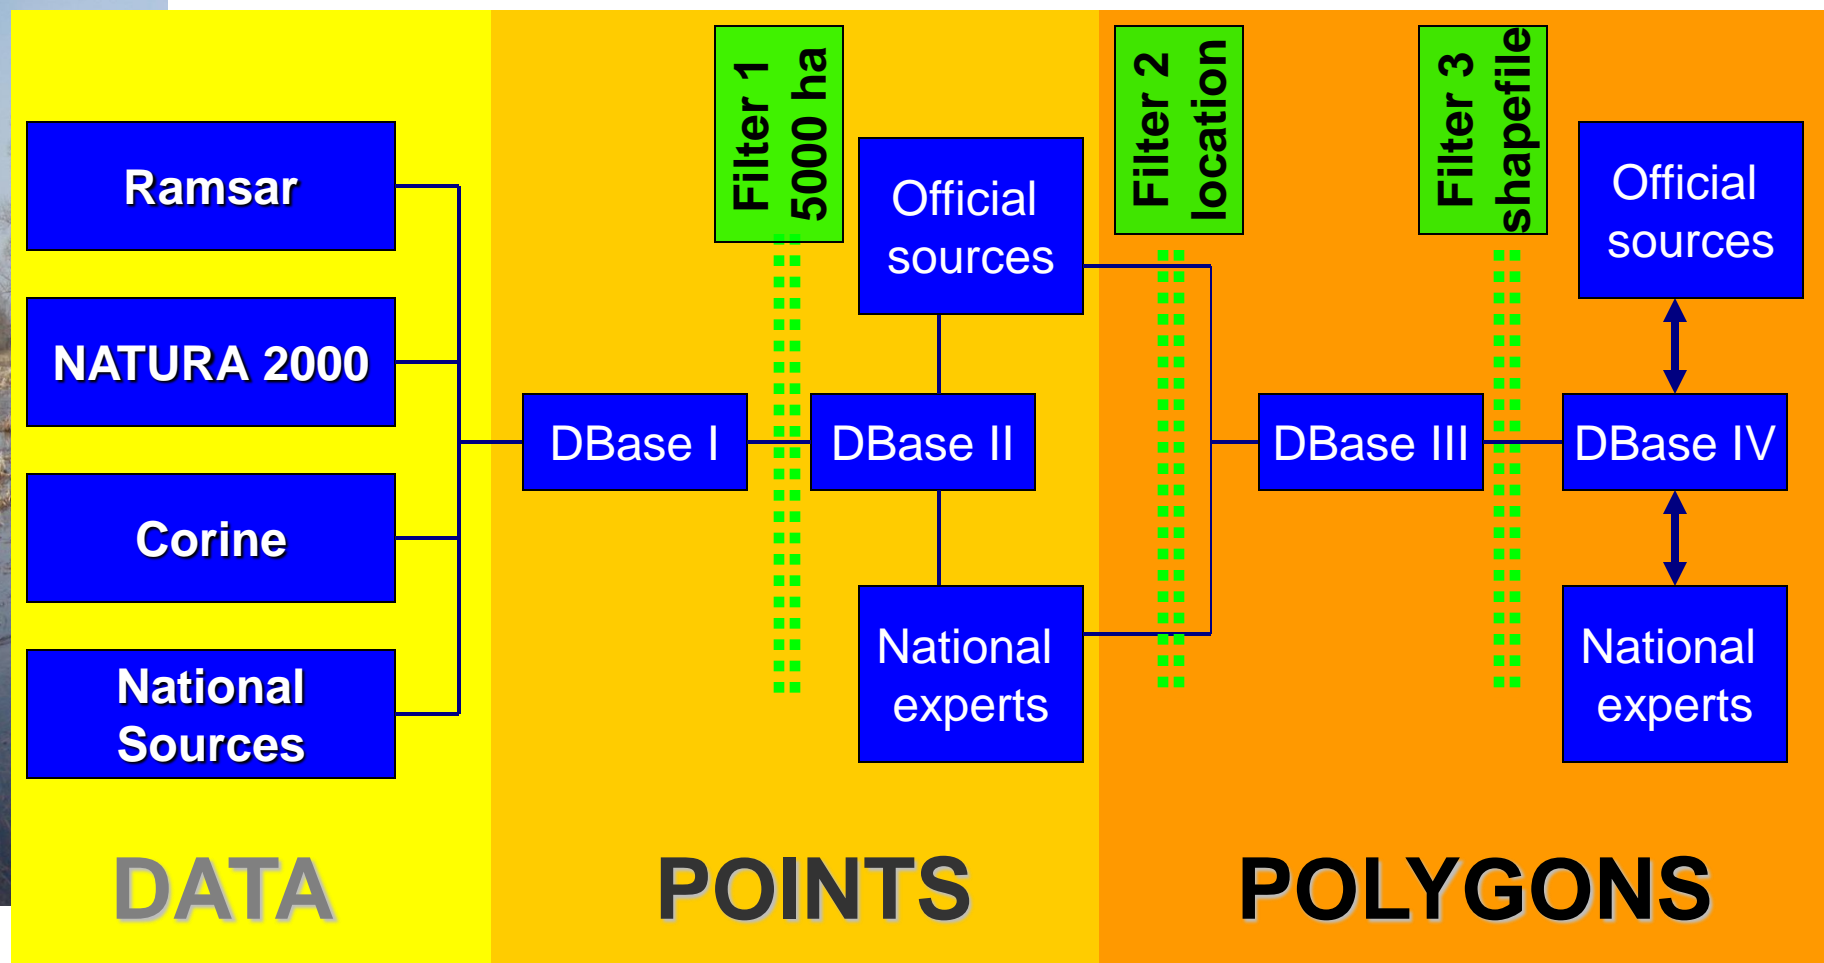 Ramsar
NATURA 2000
Corine
National
Sources
DATA
Filter 1
5000 ha
Official
sources
DBase I
DBase II
National
experts
POINTS
Filter 2
location
Filter 3
shapefile
Official
sources
DBase III
DBase IV
National
experts
POLYGONS